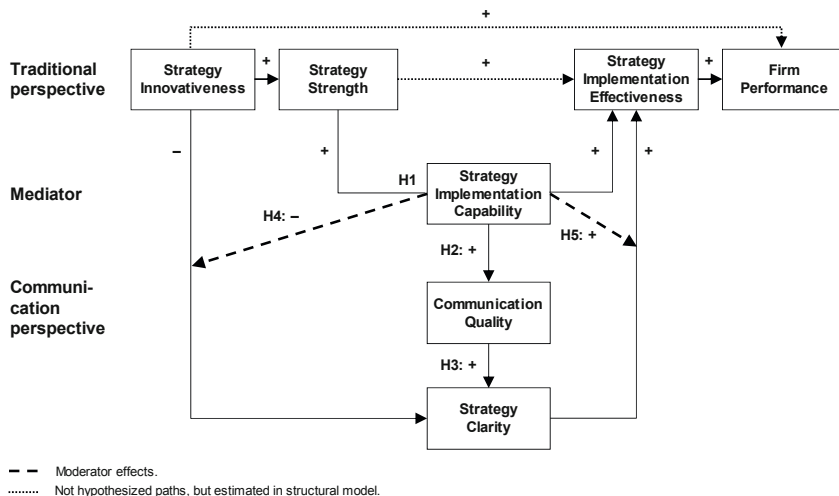 +
Traditional
perspective
Strategy
Innovativeness
+
Strategy
Strength
+
Strategy
Implementation
Effectiveness
+
Firm
Performance
–
+
+
+
Mediator
H1
Strategy
Implementation
Capability
H4: –
H5: +
H2: +
Communi-
cation
perspective
Communication
Quality
H3: +
Strategy
Clarity
Moderator effects.
Not hypothesized paths, but estimated in structural model.